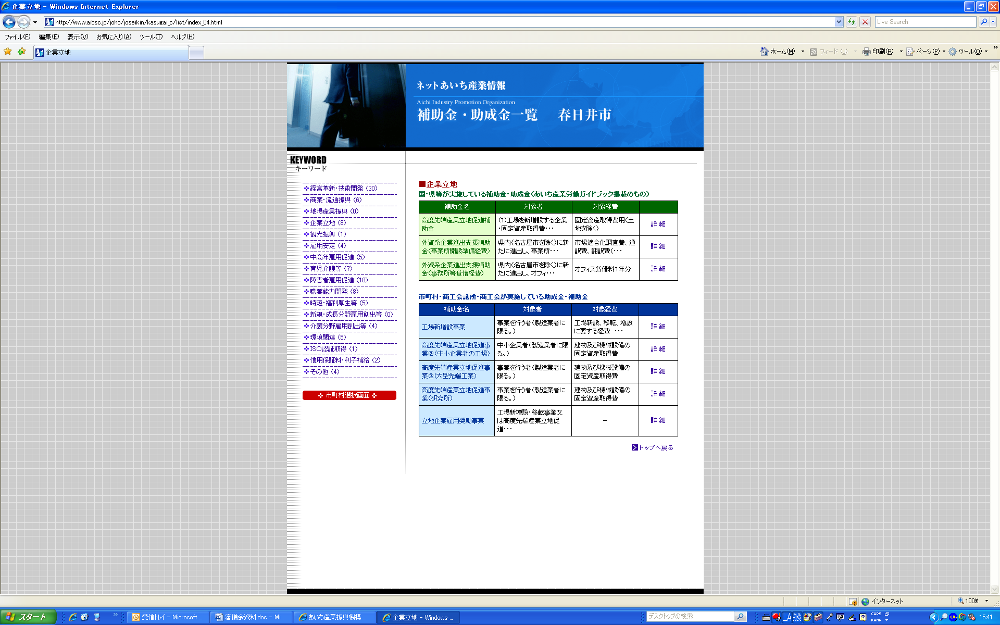 企業立地 - Windows Internet Explorer
http://www.aibsc.jp/joho/joseikin/kasugai_c/list/index_04.html
Live Search
ファイル(F) 編集(E) 表示(V) お気に入り(A) ツール(T) ヘルプ(H)
企業立地
ホーム(M) フィード(J) 印刷(R) ページ(P) ツール(O)
ネットあいち産業情報
Aichi Industry Promotion Organization
補助金・助成金一覧 春日井市
KEYWORD
キーワード
経営革新・技術開発 (30)
商業・流通振興 (6)
地場産業振興 (0)
企業立地 (8)
観光振興 (1)
雇用安定 (4)
中高年雇用促進 (5)
育児介護等 (7)
障害者雇用促進 (18)
職業能力開発 (8)
時短・福利厚生等 (5)
新規・成長分野雇用創出等 (0)
介護分野雇用創出等 (4)
環境関連 (5)
ISO認証取得 (1)
信用保証料・利子補給 (2)
その他 (4)
市町村選択画面
■企業立地
国・県等が実施している補助金・助成金(あいち産業労働ガイドブック掲載のもの)
補助金名 対象者 対象経費
高度先端産業立地促進補
助金
(1)工場を新増設する企業
・固定資産取得費・・・
固定資産取得費用(土
地を除く)
詳 細
外資系企業進出支援補助
金(事業所開設準備経費)
県内(名古屋市を除く)に新
たに進出し、事業所・・・
市場適合化調査費、通
訳費、翻訳費(・・・
詳 細
外資系企業進出支援補助
金(事務所等賃借経費)
県内(名古屋市を除く)に新
たに進出し、オフィ・・・
オフィス賃借料1年分
詳 細
市町村・商工会議所・商工会が実施している助成金・補助金
補助金名 対象者 対象経費
工場新増設事業
事業を行う者(製造業者に
限る。)
工場新設、移転、増設
に要する経費 ・・・
詳 細
高度先端産業立地促進事
業@(中小企業者の工場)
中小企業者(製造業者に限
る。)
建物及び機械設備の
固定資産取得費
詳 細
高度先端産業立地促進事
業@(大型先端工業)
事業を行う者(製造業者に
限る。)
建物及び機械設備の
固定資産取得費
詳 細
高度先端産業立地促進事
業(研究所)
事業を行う者(製造業者に
限る。)
建物及び機械設備の
固定資産取得費
詳 細
立地企業雇用奨励事業
工場新増設・移転事業又
は高度先端産業立地促
進・・・
－
詳 細
トップへ戻る
インターネット
100%
スタート
受信トレイ - Microsoft ...
審議会資料.doc - Mi...
あいち産業振興機構 ...
企業立地 - Windows ...
デスクトップの検索
A 般
CAPS
KANA
15:41